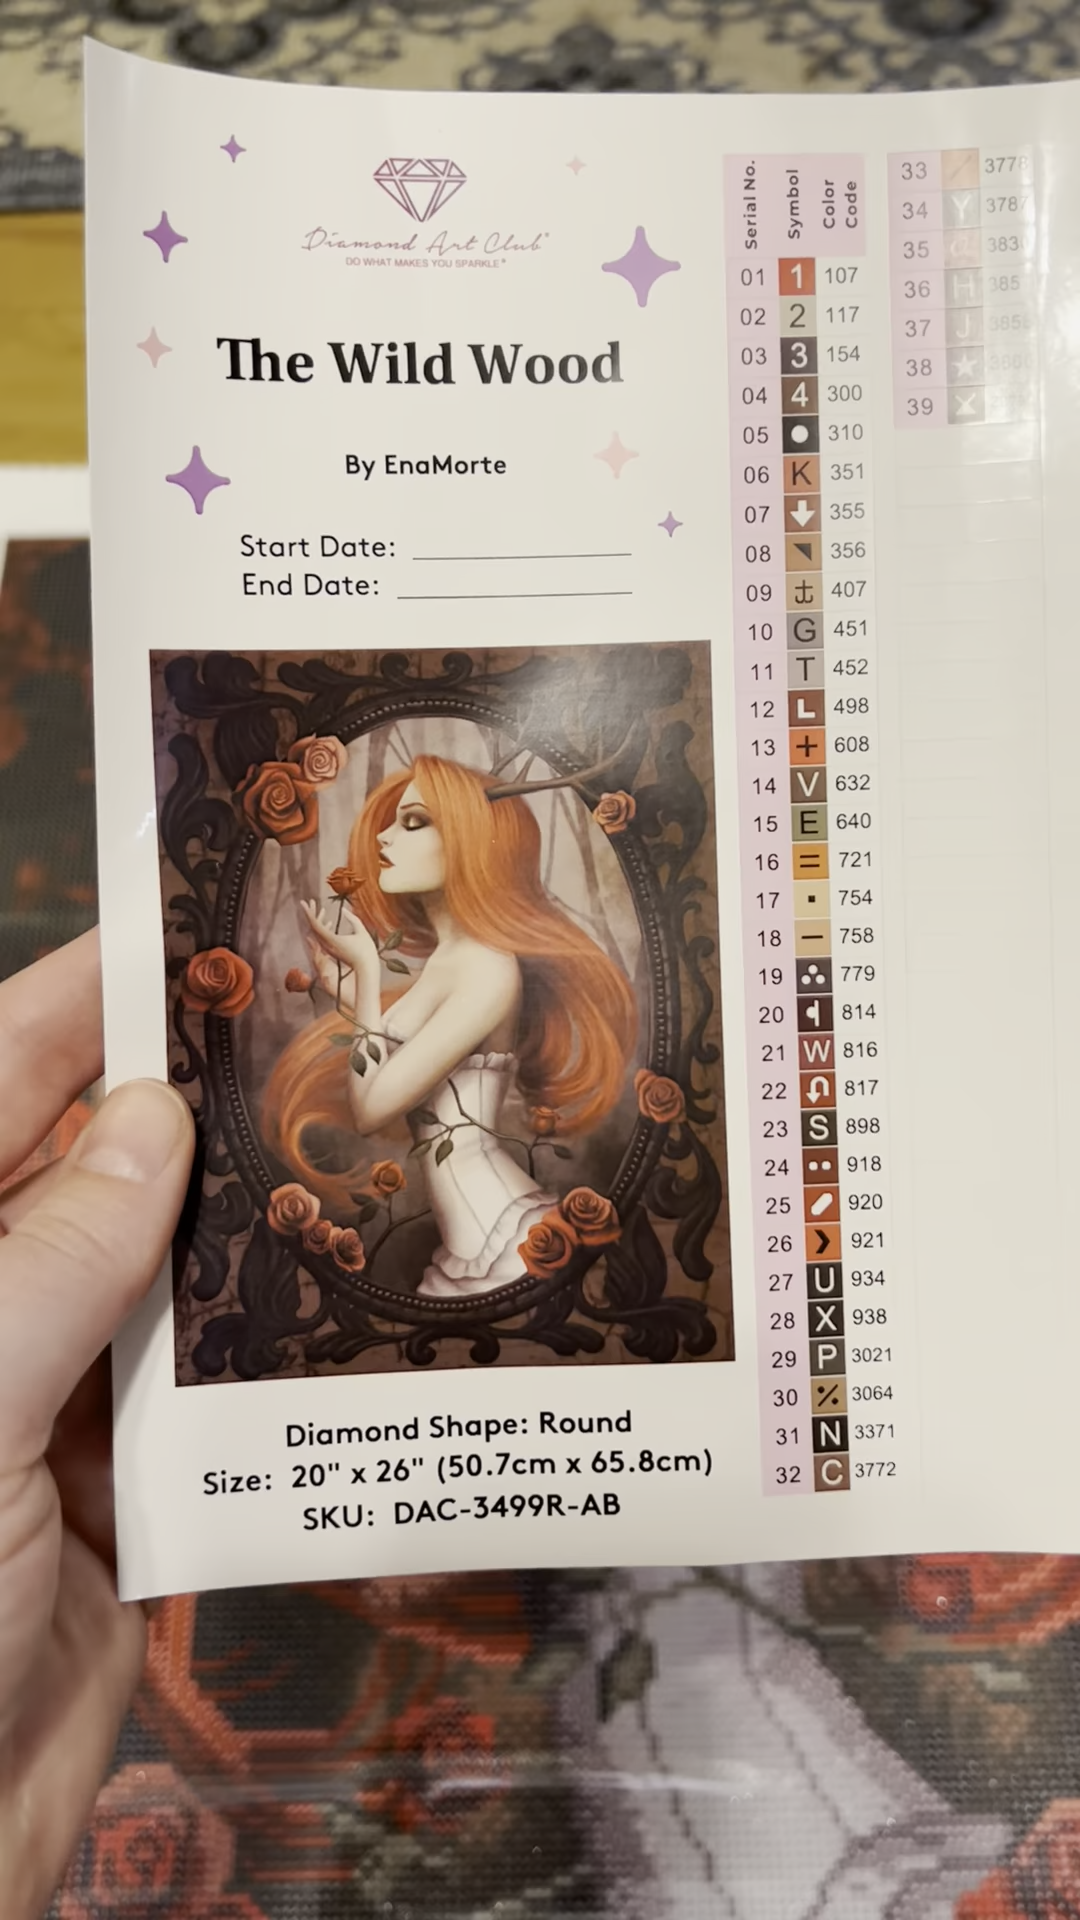 Diamond Art Club®
DO WHAT MAKES YOU SPARKLE®
The Wild Wood
By EnaMorte
Start Date:
End Date:
Diamond Shape: Round
Size: 20" x 26" (50.7cm x 65.8cm)
SKU: DAC-3499R-AB
Serial No. Symbol Color Code
01 1 107
02 2 117
03 3 154
04 4 300
05 ● 310
06 K 351
07 ⬇ 355
08 ◥ 356
09 ⚓ 407
10 G 451
11 T 452
12 L 498
13 + 608
14 V 632
15 E 640
16 = 721
17 ▪ 754
18 – 758
19 779
20 814
21 W 816
22 817
23 S 898
24 •• 918
25 920
26 ❯ 921
27 U 934
28 X 938
29 P 3021
30 ⁒ 3064
31 N 3371
32 C 3772
33 / 3778
34 Y 3787
35 3830
36 H
37 J
38 ★
39